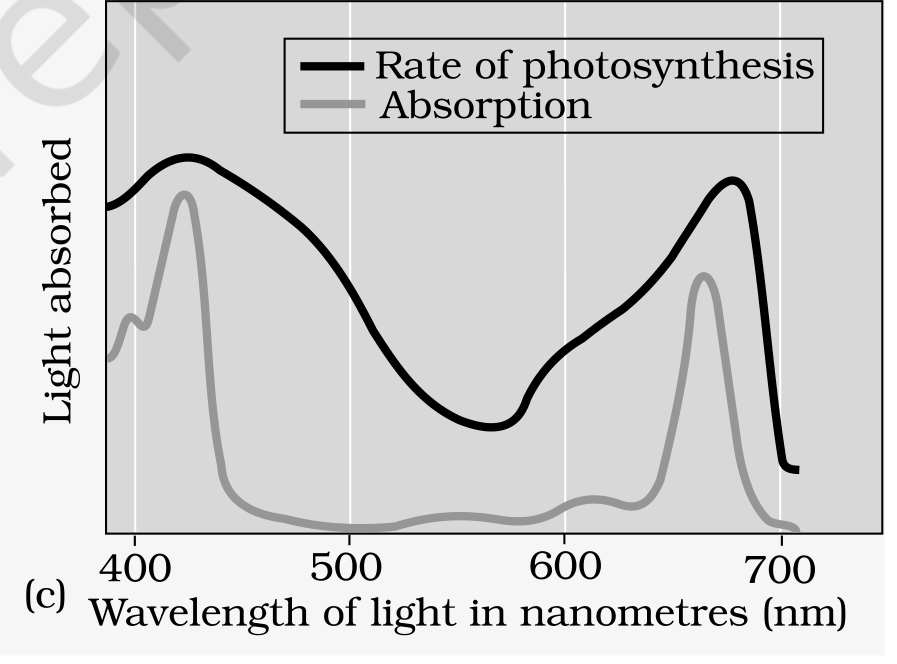 Rate of photosynthesis
Absorption
Light absorbed
400 500 600 700
(c) Wavelength of light in nanometres (nm)